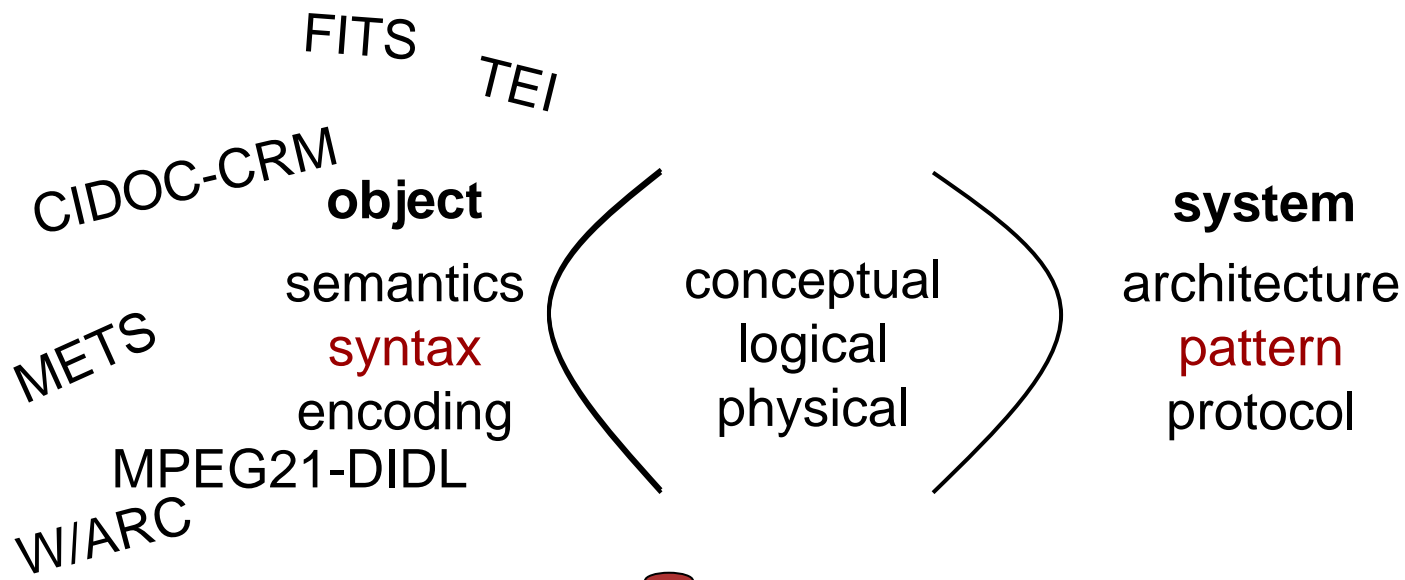 FITS
TEI
CIDOC-CRM
object
system
semantics
conceptual
architecture
syntax
logical
pattern
METS
encoding
physical
protocol
MPEG21-DIDL
W/ARC